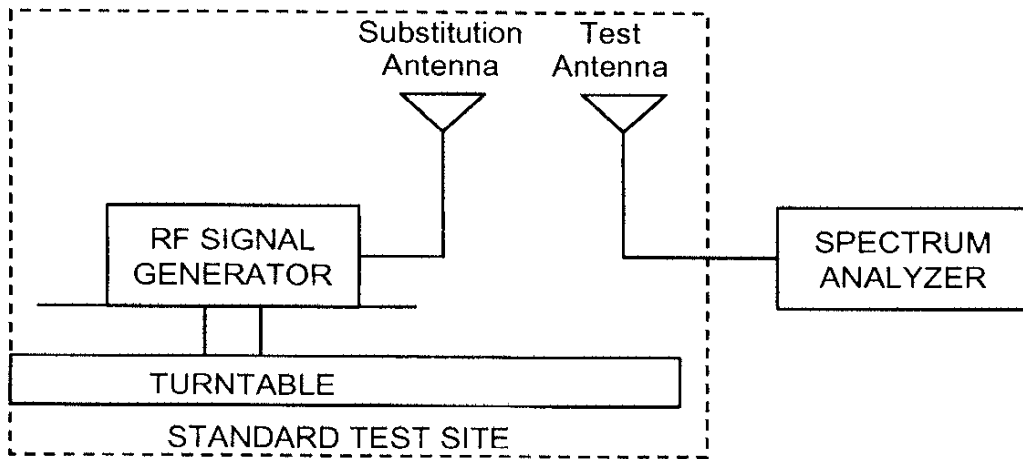 Substitution
Antenna
Test
Antenna
RF SIGNAL
GENERATOR
SPECTRUM
ANALYZER
TURNTABLE
STANDARD TEST SITE